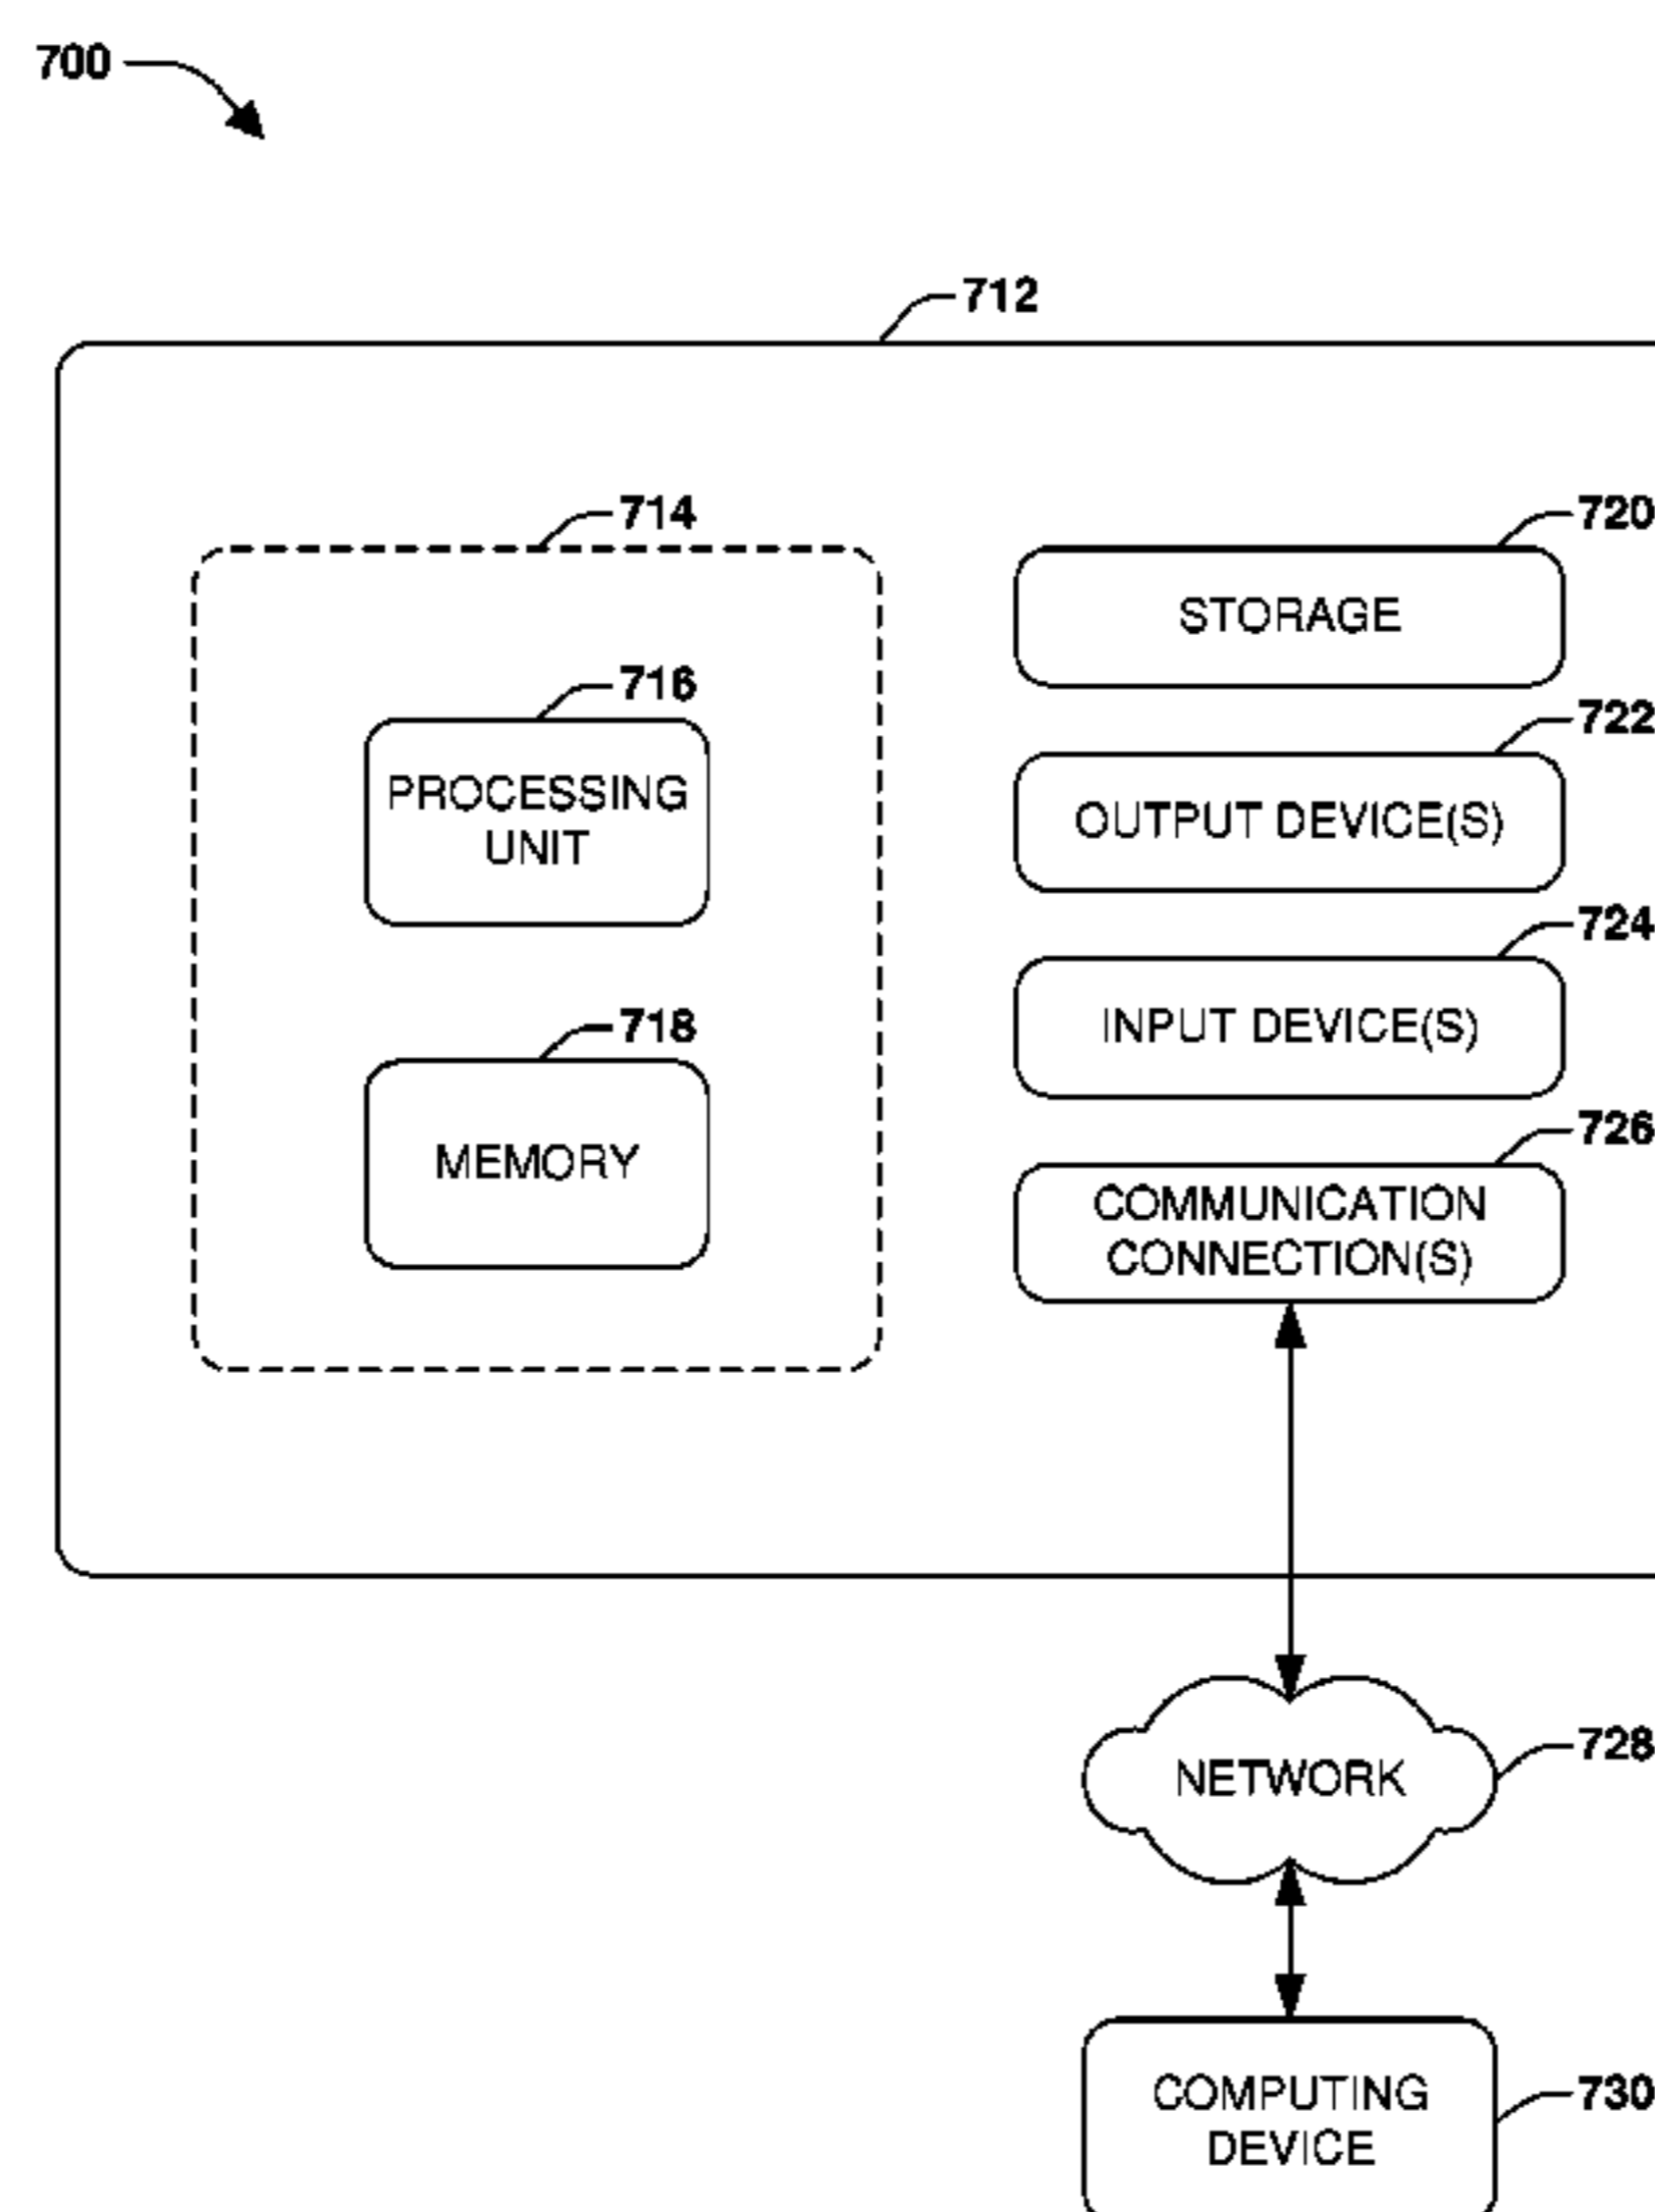 700
712
714
720
STORAGE
716
722
PROCESSING
UNIT
OUTPUT DEVICE(S)
724
718
INPUT DEVICE(S)
MEMORY
726
COMMUNICATION
CONNECTION(S)
728
NETWORK
730
COMPUTING
DEVICE